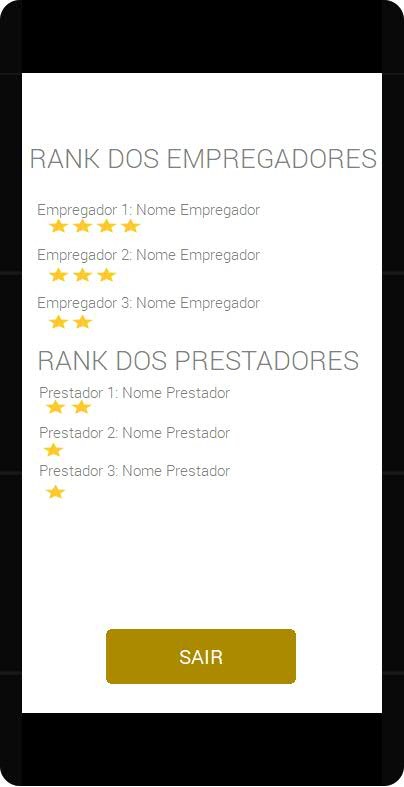 RANK DOS EMPREGADORES
Empregador 1: Nome Empregador
Empregador 2: Nome Empregador
Empregador 3: Nome Empregador
RANK DOS PRESTADORES
Prestador 1: Nome Prestador
Prestador 2: Nome Prestador
Prestador 3: Nome Prestador
SAIR